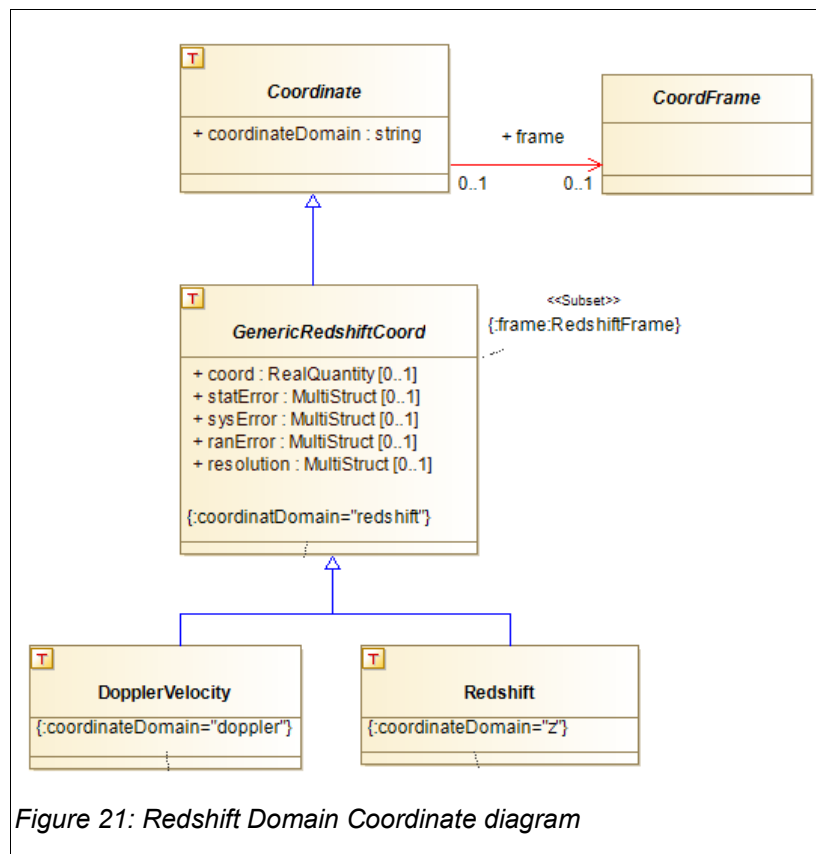 T
Coordinate
+ coordinateDomain : string
CoordFrame
+ frame
0..1
0..1
T
GenericRedshiftCoord
+ coord : RealQuantity [0..1]
+ statError : MultiStruct [0..1]
+ sysError : MultiStruct [0..1]
+ ranError : MultiStruct [0..1]
+ resolution : MultiStruct [0..1]
{:coordinatDomain="redshift"}
<<Subset>>
{:frame:RedshiftFrame}
T
DopplerVelocity
{:coordinateDomain="doppler"}
T
Redshift
{:coordinateDomain="z"}
Figure 21: Redshift Domain Coordinate diagram